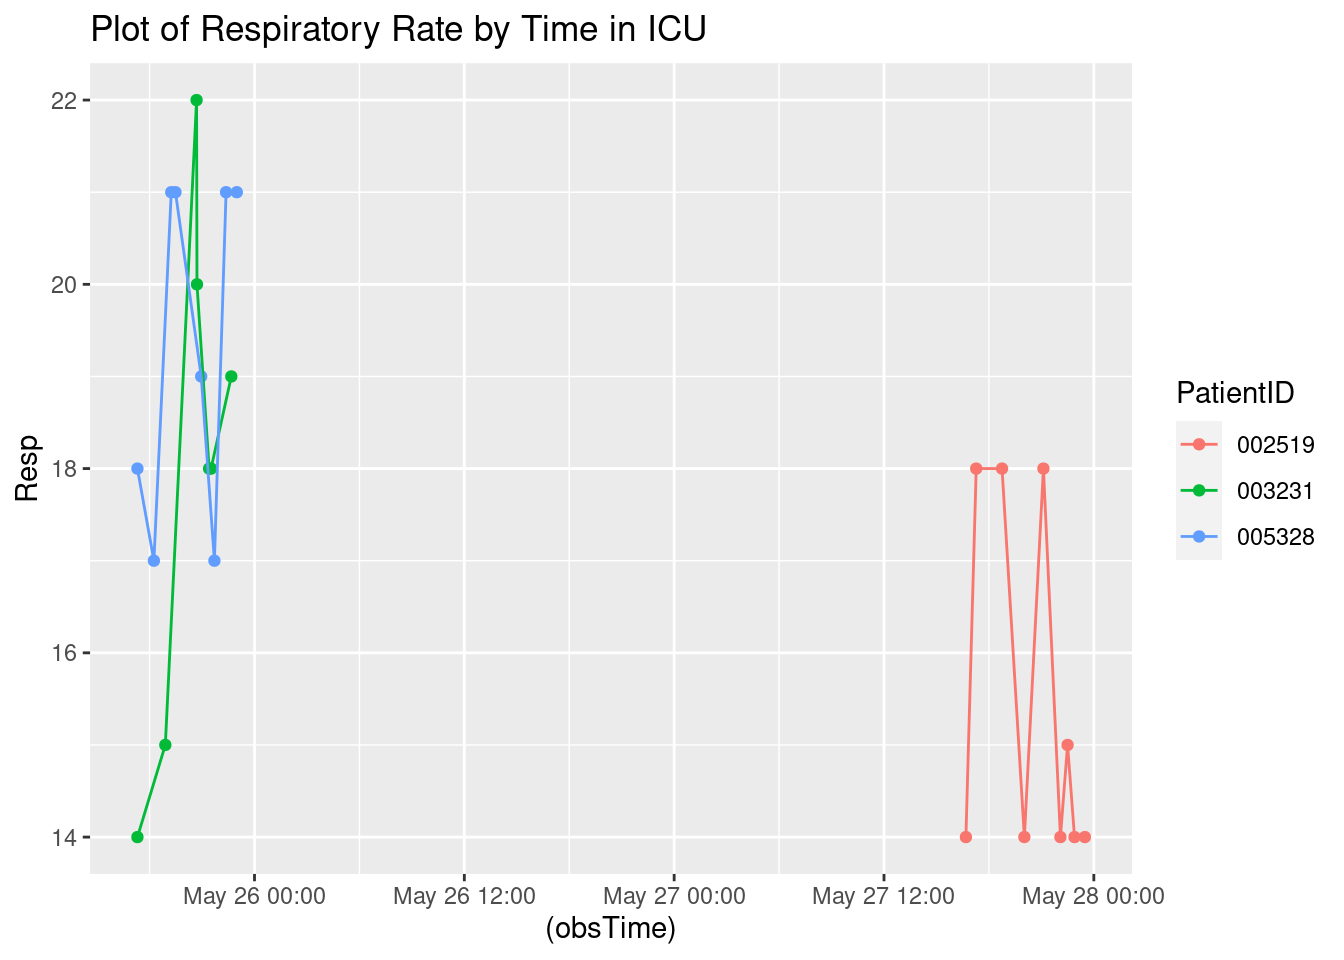 Plot of Respiratory Rate by Time in ICU
22
20
18
16
14
Resp
May 26 00:00
May 26 12:00
May 27 00:00
May 27 12:00
May 28 00:00
(obsTime)
PatientID
002519
003231
005328